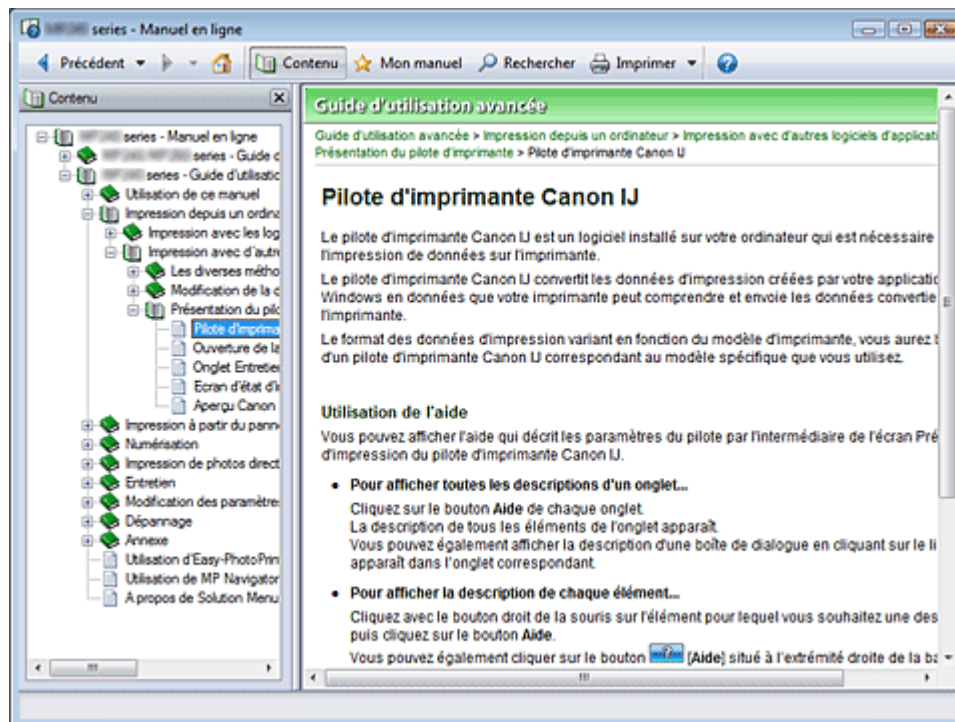 series - Manuel en ligne
Précédent
Contenu
Mon manuel
Rechercher
Imprimer
Contenu
series - Manuel en ligne
series - Guide d
series - Guide d'utilisatic
Utilisation de ce manuel
Impression depuis un ordina
Impression avec les log
Impression avec d'autre
Les diverses métho
Modification de la c
Présentation du pilo
Pilote d'imprima
Ouverture de la
Onglet Entretien
Ecran d'état d'i
Aperçu Canon
Impression à partir du panne
Numérisation
Impression de photos direct
Entretien
Modification des paramètre
Dépannage
Annexe
Utilisation d'Easy-PhotoPrin
Utilisation de MP Navigator
A propos de Solution Menu
Guide d'utilisation avancée
Guide d'utilisation avancée > Impression depuis un ordinateur > Impression avec d'autres logiciels d'applicati
Présentation du pilote d'imprimante > Pilote d'imprimante Canon IJ
Pilote d'imprimante Canon IJ
Le pilote d'imprimante Canon IJ est un logiciel installé sur votre ordinateur qui est nécessaire
l'impression de données sur l'imprimante.
Le pilote d'imprimante Canon IJ convertit les données d'impression créées par votre applicatio
Windows en données que votre imprimante peut comprendre et envoie les données convertie
l'imprimante.
Le format des données d'impression variant en fonction du modèle d'imprimante, vous aurez b
d'un pilote d'imprimante Canon IJ correspondant au modèle spécifique que vous utilisez.
Utilisation de l'aide
Vous pouvez afficher l'aide qui décrit les paramètres du pilote par l'intermédiaire de l'écran Pré
d'impression du pilote d'imprimante Canon IJ.
• Pour afficher toutes les descriptions d'un onglet...
Cliquez sur le bouton Aide de chaque onglet.
La description de tous les éléments de l'onglet apparaît.
Vous pouvez également afficher la description d'une boîte de dialogue en cliquant sur le li
apparaît dans l'onglet correspondant.
• Pour afficher la description de chaque élément...
Cliquez avec le bouton droit de la souris sur l'élément pour lequel vous souhaitez une des
puis cliquez sur le bouton Aide.
Vous pouvez également cliquer sur le bouton [Aide] situé à l'extrémité droite de la ba